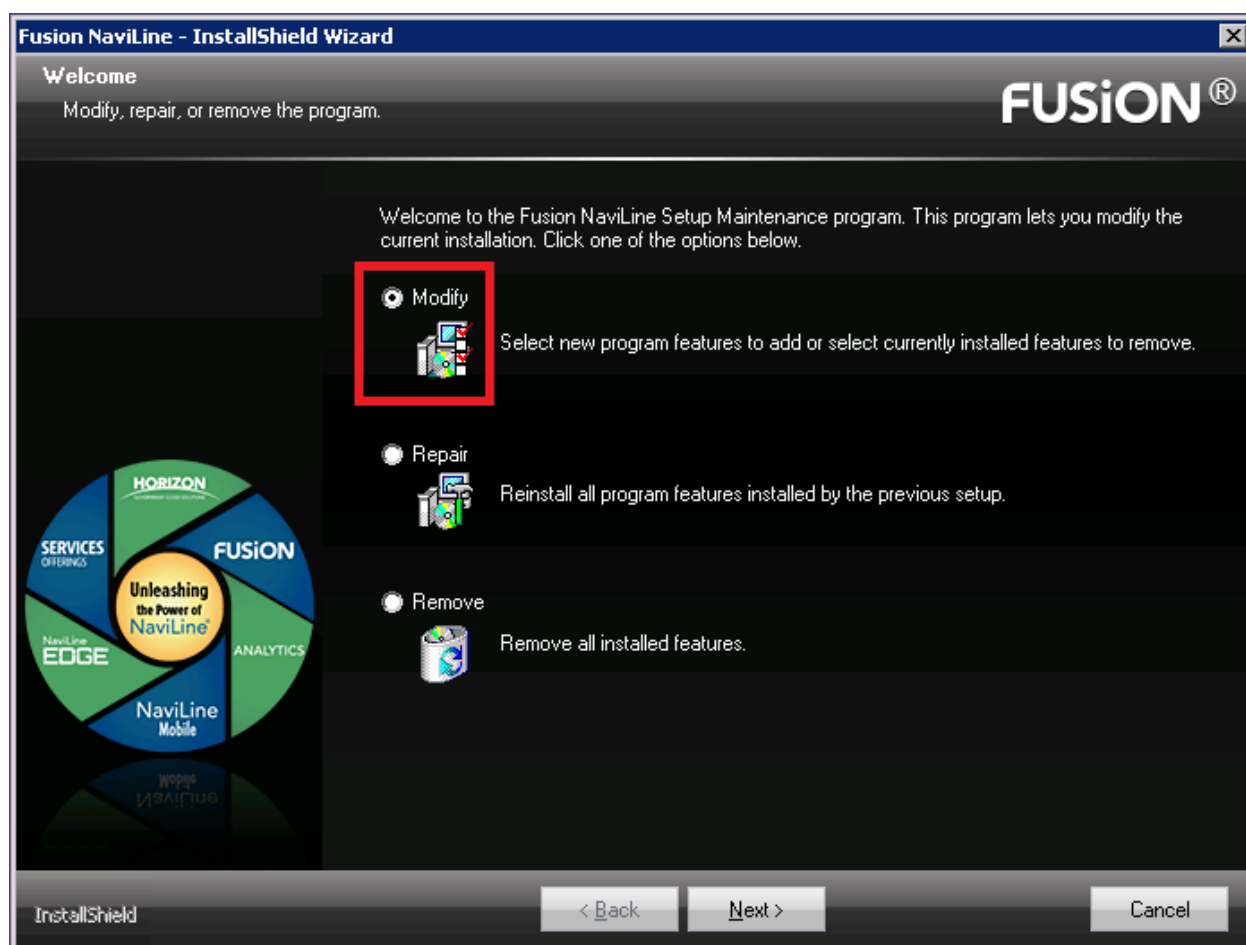 Fusion NaviLine - InstallShield Wizard
Welcome
Modify, repair, or remove the program.
FUSiON®
Welcome to the Fusion NaviLine Setup Maintenance program. This program lets you modify the
current installation. Click one of the options below.
Modify
Select new program features to add or select currently installed features to remove.
Repair
Reinstall all program features installed by the previous setup.
Remove
Remove all installed features.
HORIZON
SERVICES
OFFERINGS
FUSiON
Unleashing
the Power of
NaviLine®
NaviLine
EDGE
ANALYTICS
NaviLine
Mobile
InstallShield
< Back
Next >
Cancel